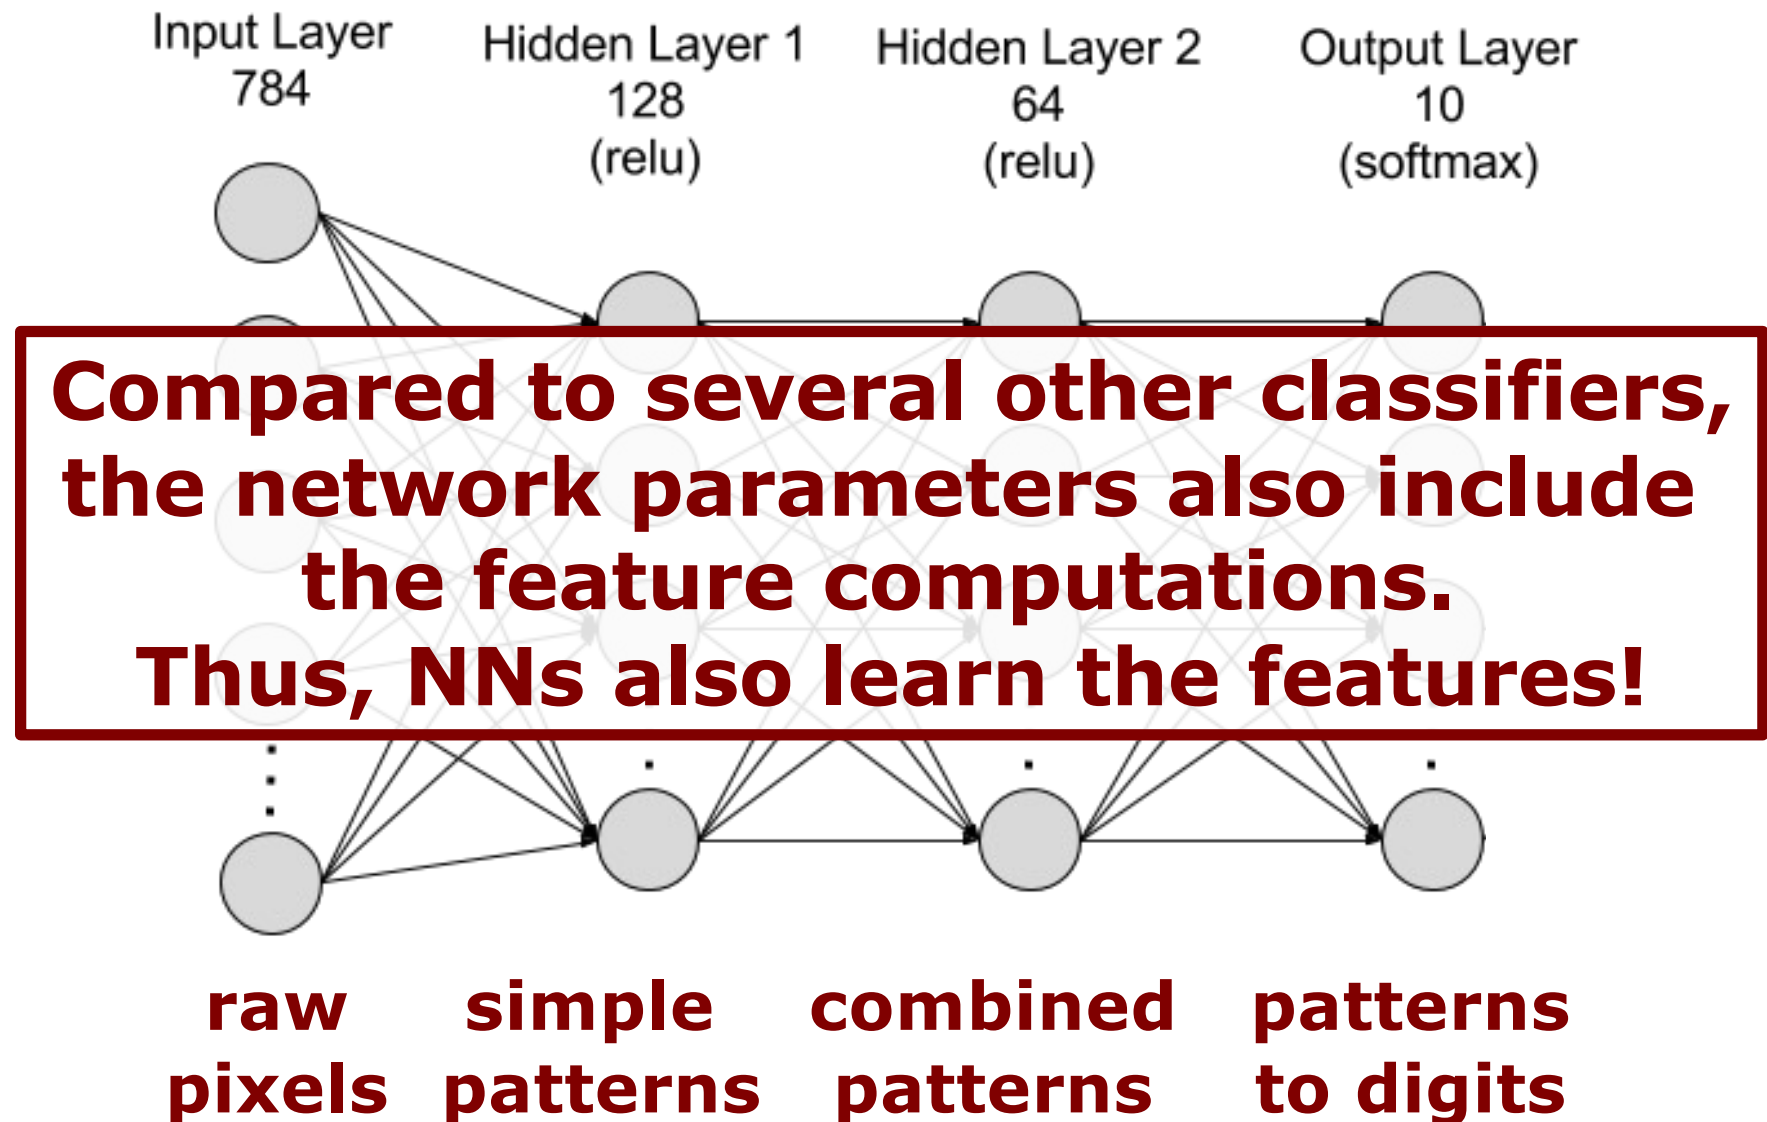 Input Layer
784
Hidden Layer 1
128
(relu)
Hidden Layer 2
64
(relu)
Output Layer
10
(softmax)
Compared to several other classifiers,
the network parameters also include
the feature computations.
Thus, NNs also learn the features!
raw
pixels
simple
patterns
combined
patterns
patterns
to digits